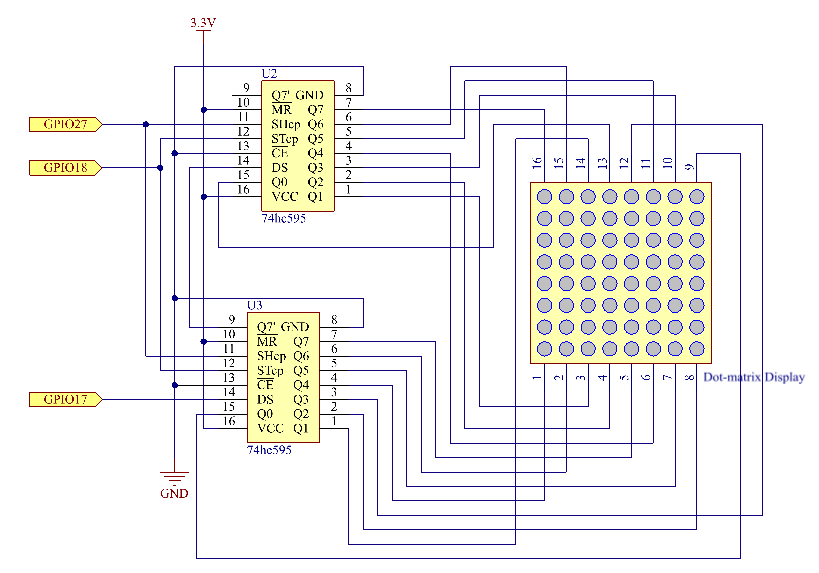 3.3V
U2
9 Q7' GND 8
10 MR Q7 7
GPIO27
11 SHcp Q6 6
12 STcp Q5 5
13 CE Q4 4
GPIO18
14 DS Q3 3
15 Q0 Q2 2
16 VCC Q1 1
74hc595
16 15 14 13 12 11 10 9
1 2 3 4 5 6 7 8
Dot-matrix Display
U3
9 Q7' GND 8
10 MR Q7 7
11 SHcp Q6 6
12 STcp Q5 5
13 CE Q4 4
GPIO17
14 DS Q3 3
15 Q0 Q2 2
16 VCC Q1 1
74hc595
GND